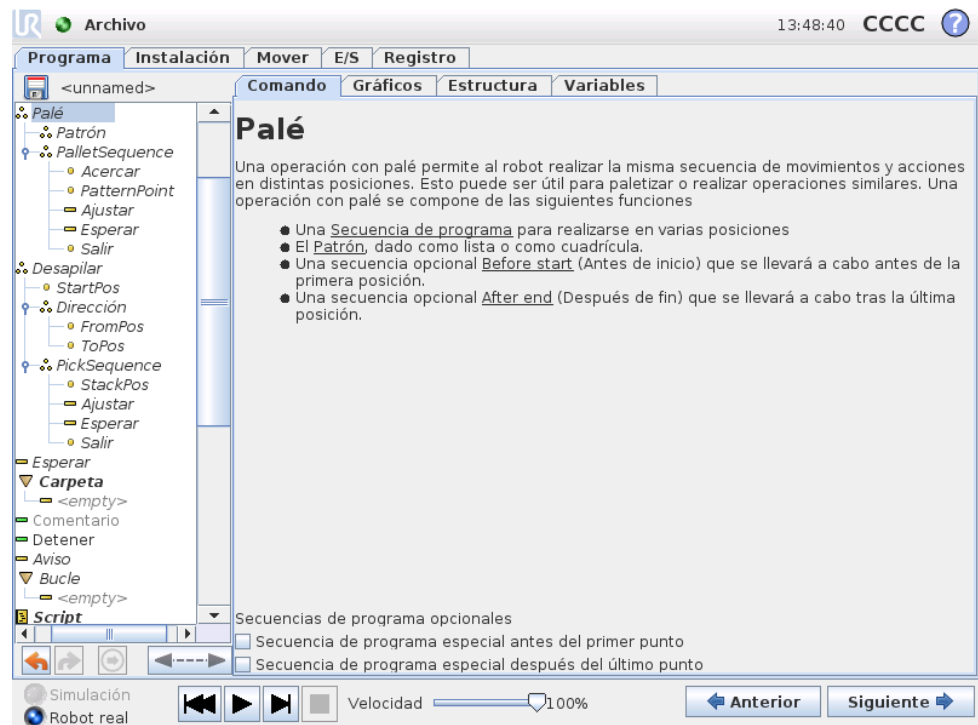 UR Archivo 13:48:40 CCCC ?
Programa Instalación Mover E/S Registro
<unnamed>
Comando Gráficos Estructura Variables
Palé
Patrón
PalletSequence
Acercar
PatternPoint
Ajustar
Esperar
Salir
Desapilar
StartPos
Dirección
FromPos
ToPos
PickSequence
StackPos
Ajustar
Esperar
Salir
Esperar
Carpeta
<empty>
Comentario
Detener
Aviso
Bucle
<empty>
Script
Palé
Una operación con palé permite al robot realizar la misma secuencia de movimientos y acciones
en distintas posiciones. Esto puede ser útil para paletizar o realizar operaciones similares. Una
operación con palé se compone de las siguientes funciones
Una Secuencia de programa para realizarse en varias posiciones
El Patrón, dado como lista o como cuadrícula.
Una secuencia opcional Before start (Antes de inicio) que se llevará a cabo antes de la
primera posición.
Una secuencia opcional After end (Después de fin) que se llevará a cabo tras la última
posición.
Secuencias de programa opcionales
Secuencia de programa especial antes del primer punto
Secuencia de programa especial después del último punto
Simulación
Robot real
Velocidad 100%
Anterior Siguiente